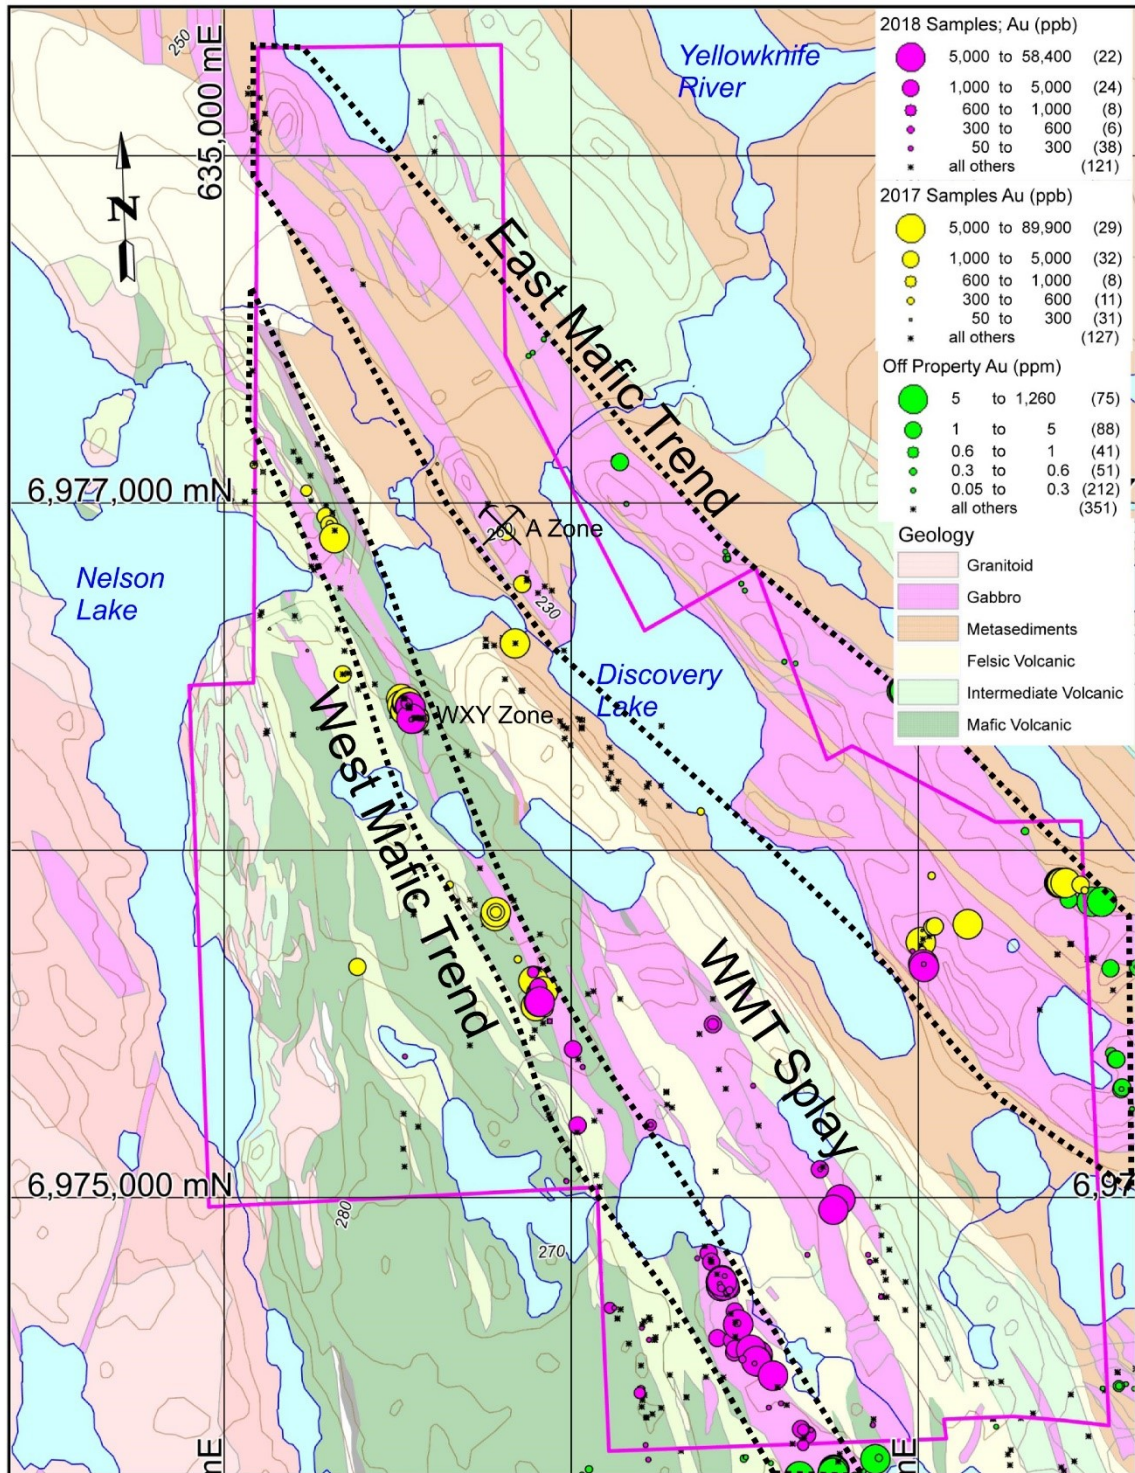 250
635,000 mE
N
Yellowknife
River
2018 Samples; Au (ppb)
5,000 to 58,400 (22)
1,000 to 5,000 (24)
600 to 1,000 (8)
300 to 600 (6)
50 to 300 (38)
all others (121)
2017 Samples Au (ppb)
5,000 to 89,900 (29)
1,000 to 5,000 (32)
600 to 1,000 (8)
300 to 600 (11)
50 to 300 (31)
all others (127)
Off Property Au (ppm)
5 to 1,260 (75)
1 to 5 (88)
0.6 to 1 (41)
0.3 to 0.6 (51)
0.05 to 0.3 (212)
all others (351)
Geology
Granitoid
Gabbro
Metasediments
Felsic Volcanic
Intermediate Volcanic
Mafic Volcanic
East Mafic Trend
6,977,000 mN
A Zone
Nelson
Lake
230
Discovery
Lake
WXY Zone
West Mafic Trend
WMT Splay
6,975,000 mN
6,97
280
270
mE
mE